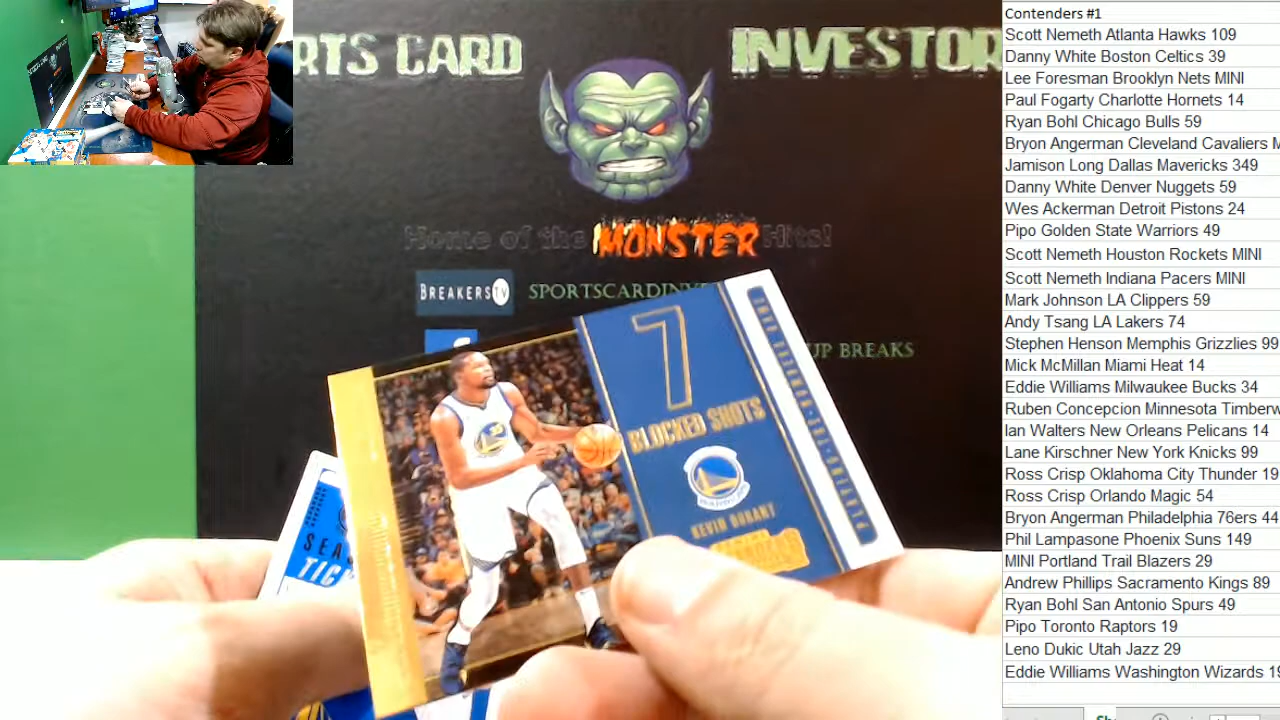 RTS CARD INVESTOR
Home of the MONSTER Hits!
BREAKERS TV SPORTSCARDINV
UP BREAKS
7
BLOCKED SHOTS
KEVIN DURANT
SEA
TIC
Contenders #1
Scott Nemeth Atlanta Hawks 109
Danny White Boston Celtics 39
Lee Foresman Brooklyn Nets MINI
Paul Fogarty Charlotte Hornets 14
Ryan Bohl Chicago Bulls 59
Bryon Angerman Cleveland Cavaliers M
Jamison Long Dallas Mavericks 349
Danny White Denver Nuggets 59
Wes Ackerman Detroit Pistons 24
Pipo Golden State Warriors 49
Scott Nemeth Houston Rockets MINI
Scott Nemeth Indiana Pacers MINI
Mark Johnson LA Clippers 59
Andy Tsang LA Lakers 74
Stephen Henson Memphis Grizzlies 99
Mick McMillan Miami Heat 14
Eddie Williams Milwaukee Bucks 34
Ruben Concepcion Minnesota Timberw
Ian Walters New Orleans Pelicans 14
Lane Kirschner New York Knicks 99
Ross Crisp Oklahoma City Thunder 19
Ross Crisp Orlando Magic 54
Bryon Angerman Philadelphia 76ers 44
Phil Lampasone Phoenix Suns 149
MINI Portland Trail Blazers 29
Andrew Phillips Sacramento Kings 89
Ryan Bohl San Antonio Spurs 49
Pipo Toronto Raptors 19
Leno Dukic Utah Jazz 29
Eddie Williams Washington Wizards 19